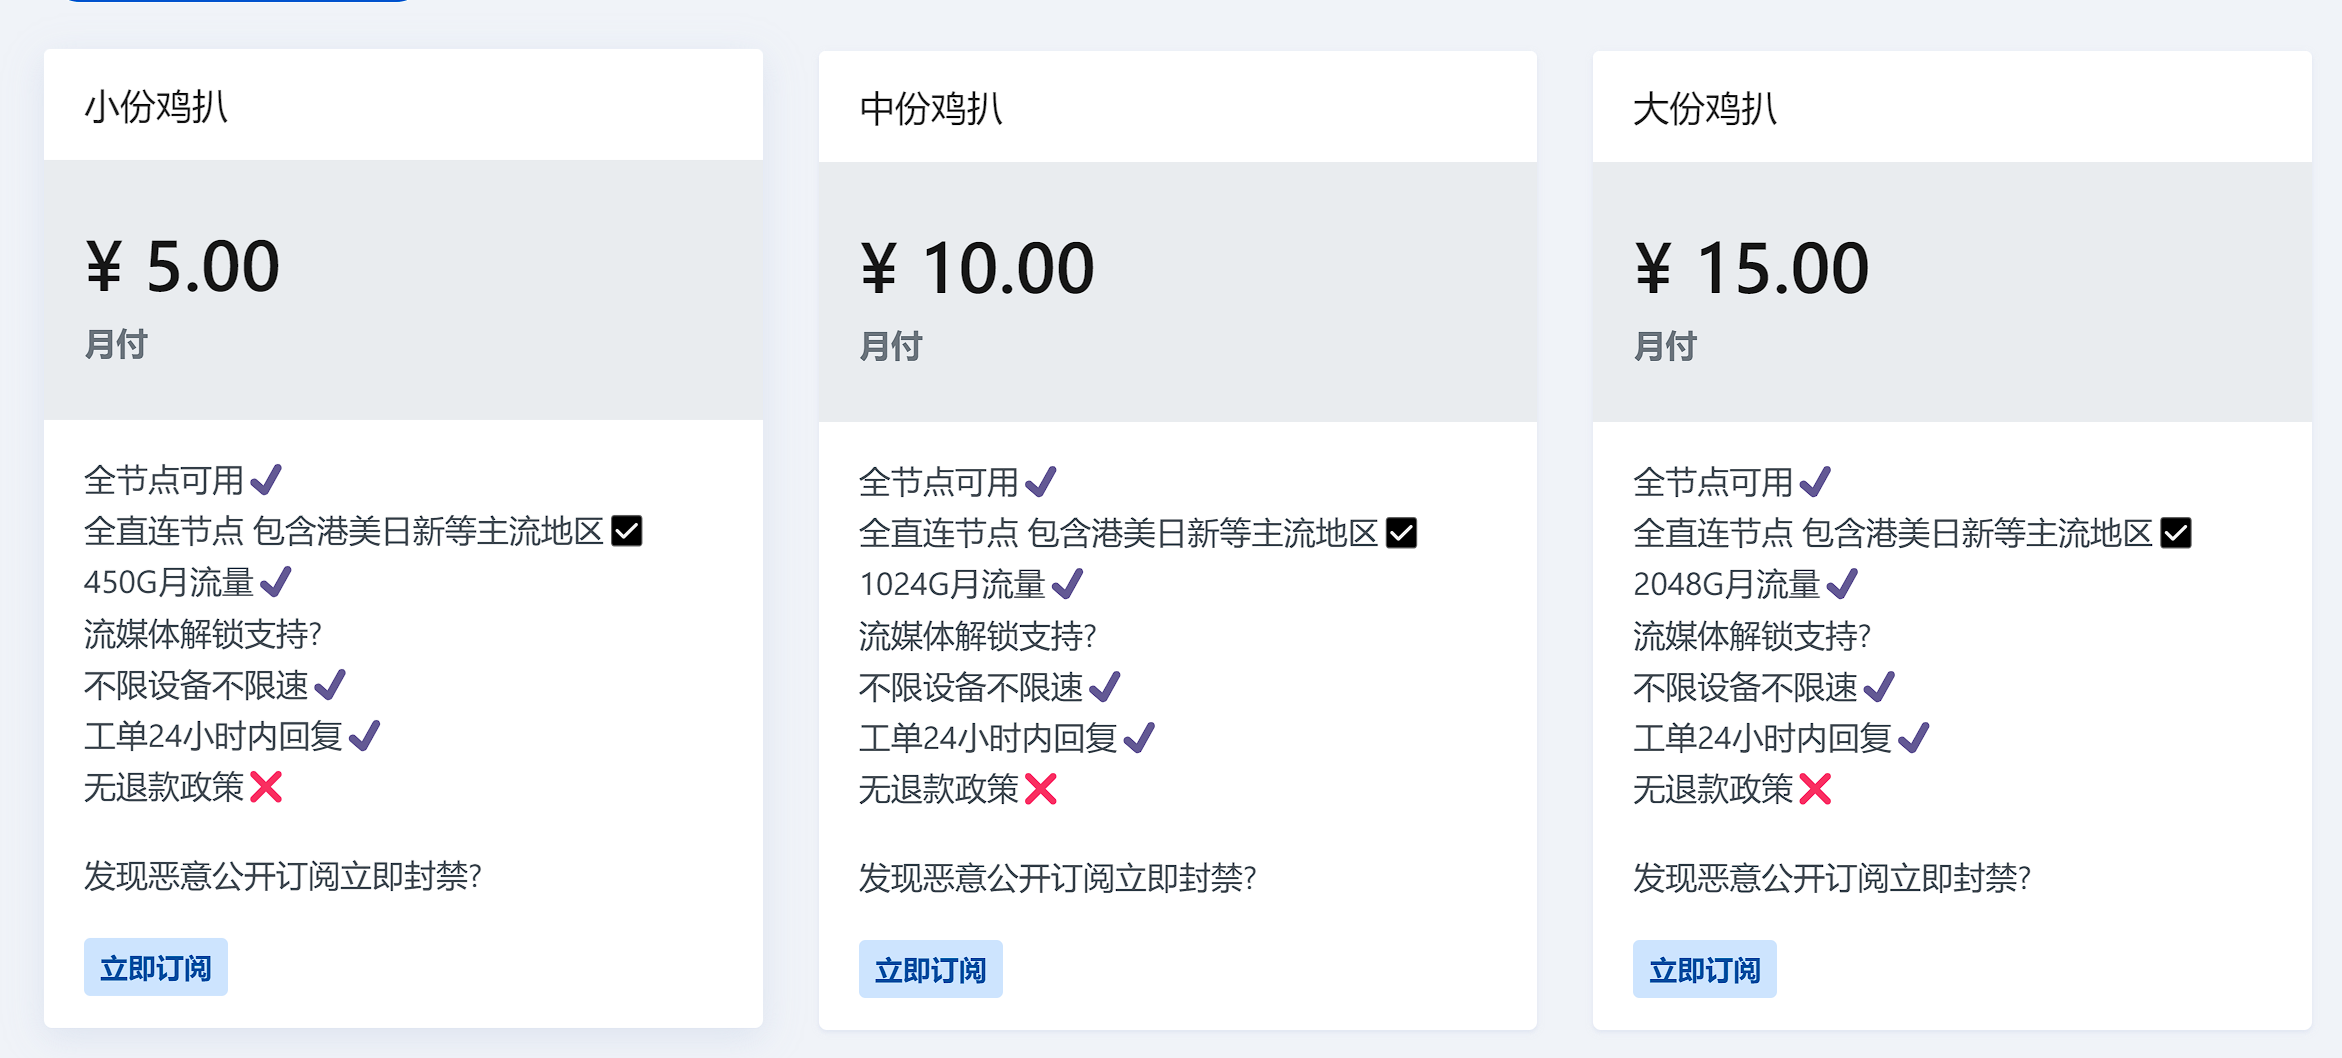 小份鸡扒
¥ 5.00
月付
全节点可用✔
全直连节点 包含港美日新等主流地区☑
450G月流量✔
流媒体解锁支持?
不限设备不限速✔
工单24小时内回复✔
无退款政策❌
发现恶意公开订阅立即封禁?
立即订阅
中份鸡扒
¥ 10.00
月付
全节点可用✔
全直连节点 包含港美日新等主流地区☑
1024G月流量✔
流媒体解锁支持?
不限设备不限速✔
工单24小时内回复✔
无退款政策❌
发现恶意公开订阅立即封禁?
立即订阅
大份鸡扒
¥ 15.00
月付
全节点可用✔
全直连节点 包含港美日新等主流地区☑
2048G月流量✔
流媒体解锁支持?
不限设备不限速✔
工单24小时内回复✔
无退款政策❌
发现恶意公开订阅立即封禁?
立即订阅